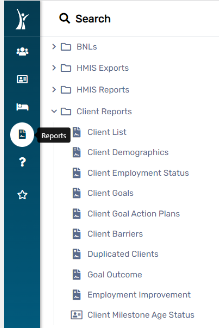 Search
BNLs
HMIS Exports
HMIS Reports
Client Reports
Client List
Reports
Client Demographics
Client Employment Status
Client Goals
Client Goal Action Plans
Client Barriers
Duplicated Clients
Goal Outcome
Employment Improvement
Client Milestone Age Status